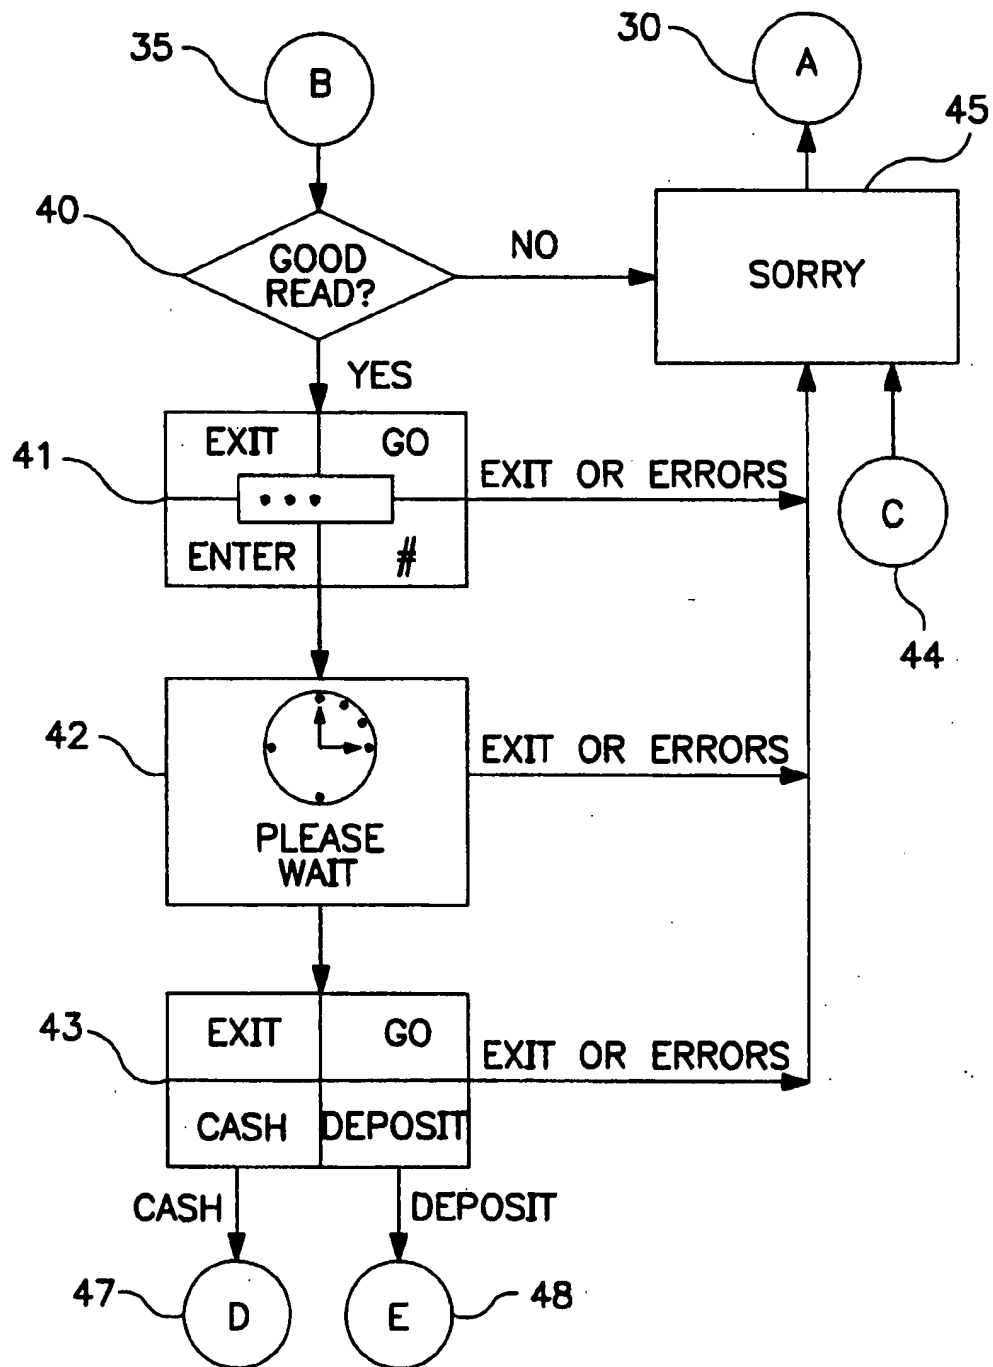 35
B
30
A
45
40
GOOD
READ?
NO
SORRY
YES
41
EXIT
GO
ENTER
#
EXIT OR ERRORS
C
44
42
PLEASE
WAIT
EXIT OR ERRORS
43
EXIT
GO
CASH
DEPOSIT
EXIT OR ERRORS
CASH
DEPOSIT
47
D
E
48